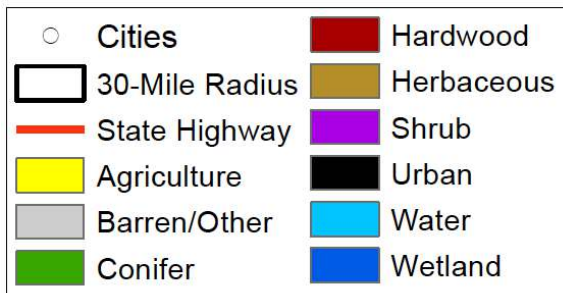 Cities
30-Mile Radius
State Highway
Agriculture
Barren/Other
Conifer
Hardwood
Herbaceous
Shrub
Urban
Water
Wetland